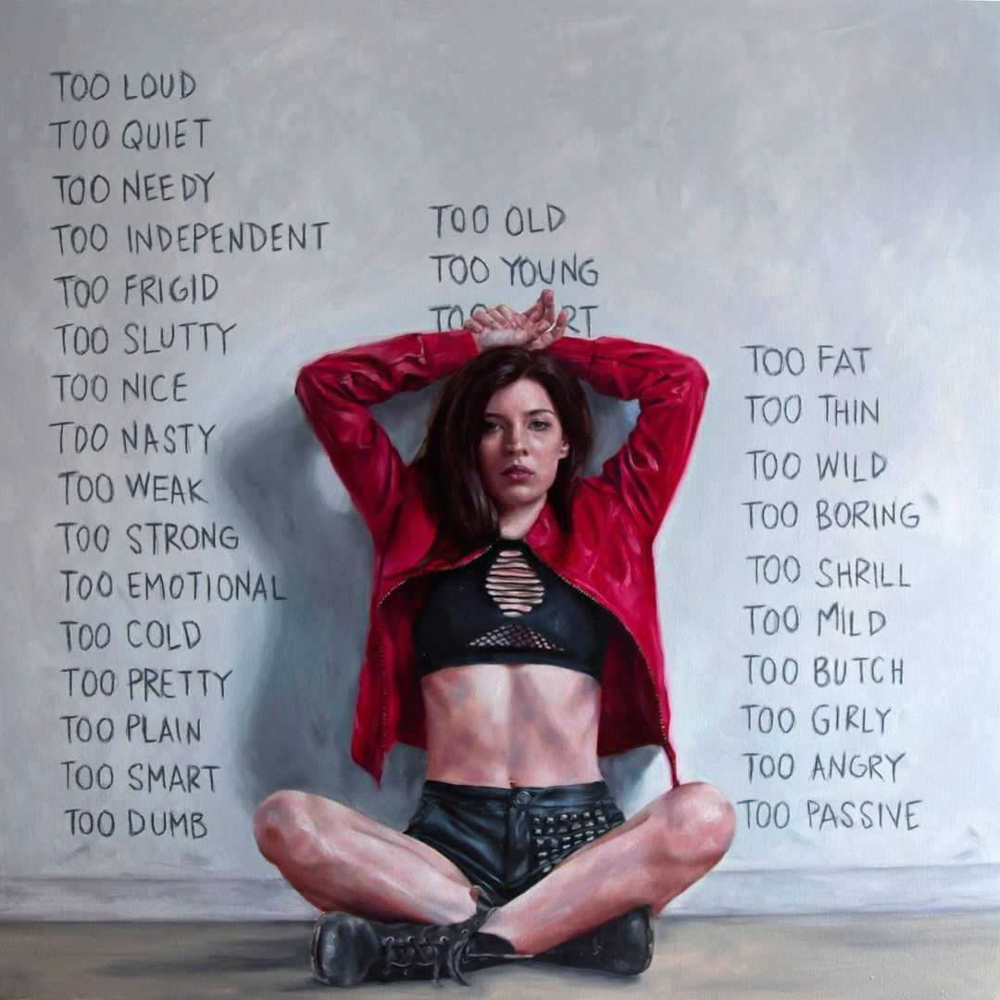 TOO LOUD
TOO QUIET
TOO NEEDY
TOO INDEPENDENT
TOO FRIGID
TOO SLUTTY
TOO NICE
TOO NASTY
TOO WEAK
TOO STRONG
TOO EMOTIONAL
TOO COLD
TOO PRETTY
TOO PLAIN
TOO SMART
TOO DUMB
TOO OLD
TOO YOUNG
TOO
TOO FAT
TOO THIN
TOO WILD
TOO BORING
TOO SHRILL
TOO MILD
TOO BUTCH
TOO GIRLY
TOO ANGRY
TOO PASSIVE